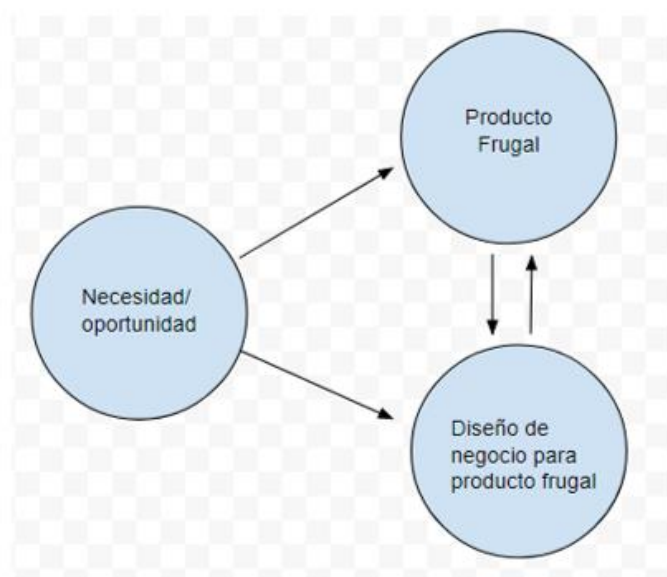 Producto
Frugal
Necesidad/
oportunidad
Diseño de
negocio para
producto frugal